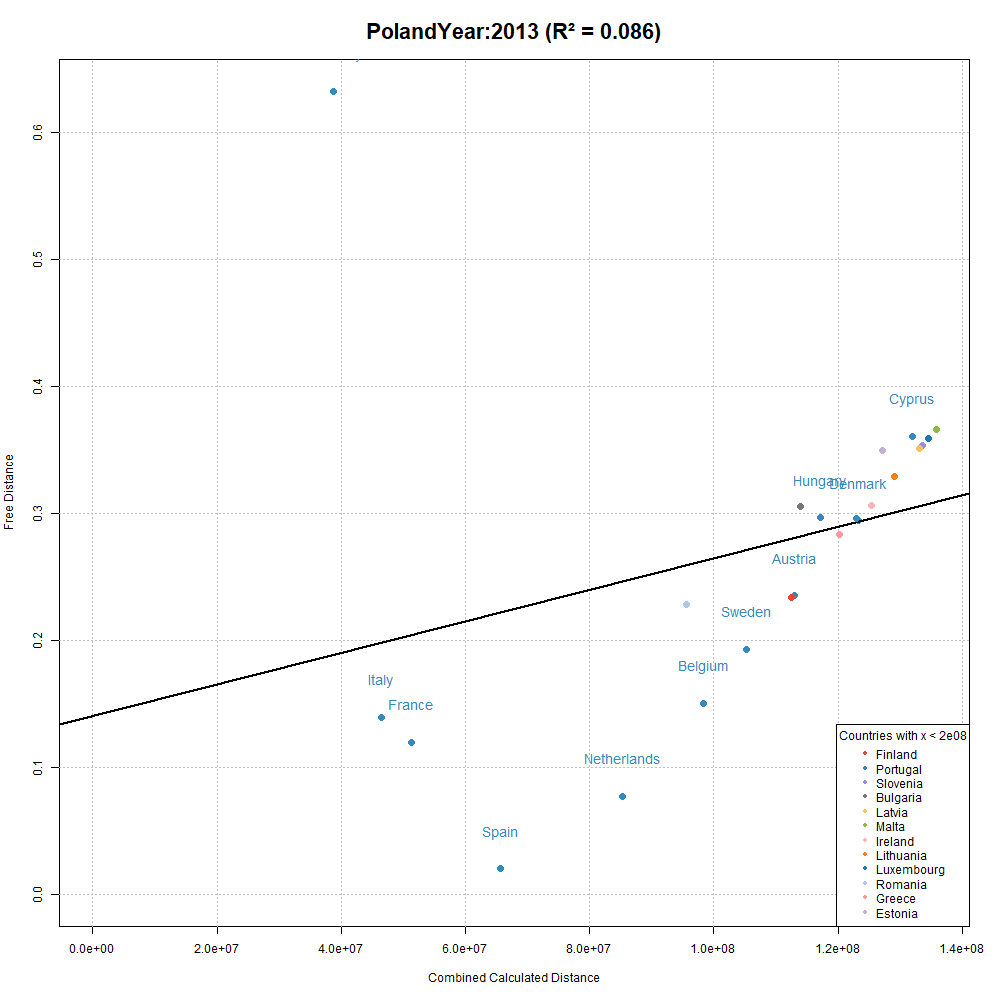 PolandYear:2013 (R² = 0.086)
Free Distance
0.6
0.5
0.4
0.3
0.2
0.1
0.0
Cyprus
Hungary
Denmark
Austria
Sweden
Belgium
Italy
France
Netherlands
Spain
Countries with x < 2e08
Finland
Portugal
Slovenia
Bulgaria
Latvia
Malta
Ireland
Lithuania
Luxembourg
Romania
Greece
Estonia
0.0e+00 2.0e+07 4.0e+07 6.0e+07 8.0e+07 1.0e+08 1.2e+08 1.4e+08
Combined Calculated Distance